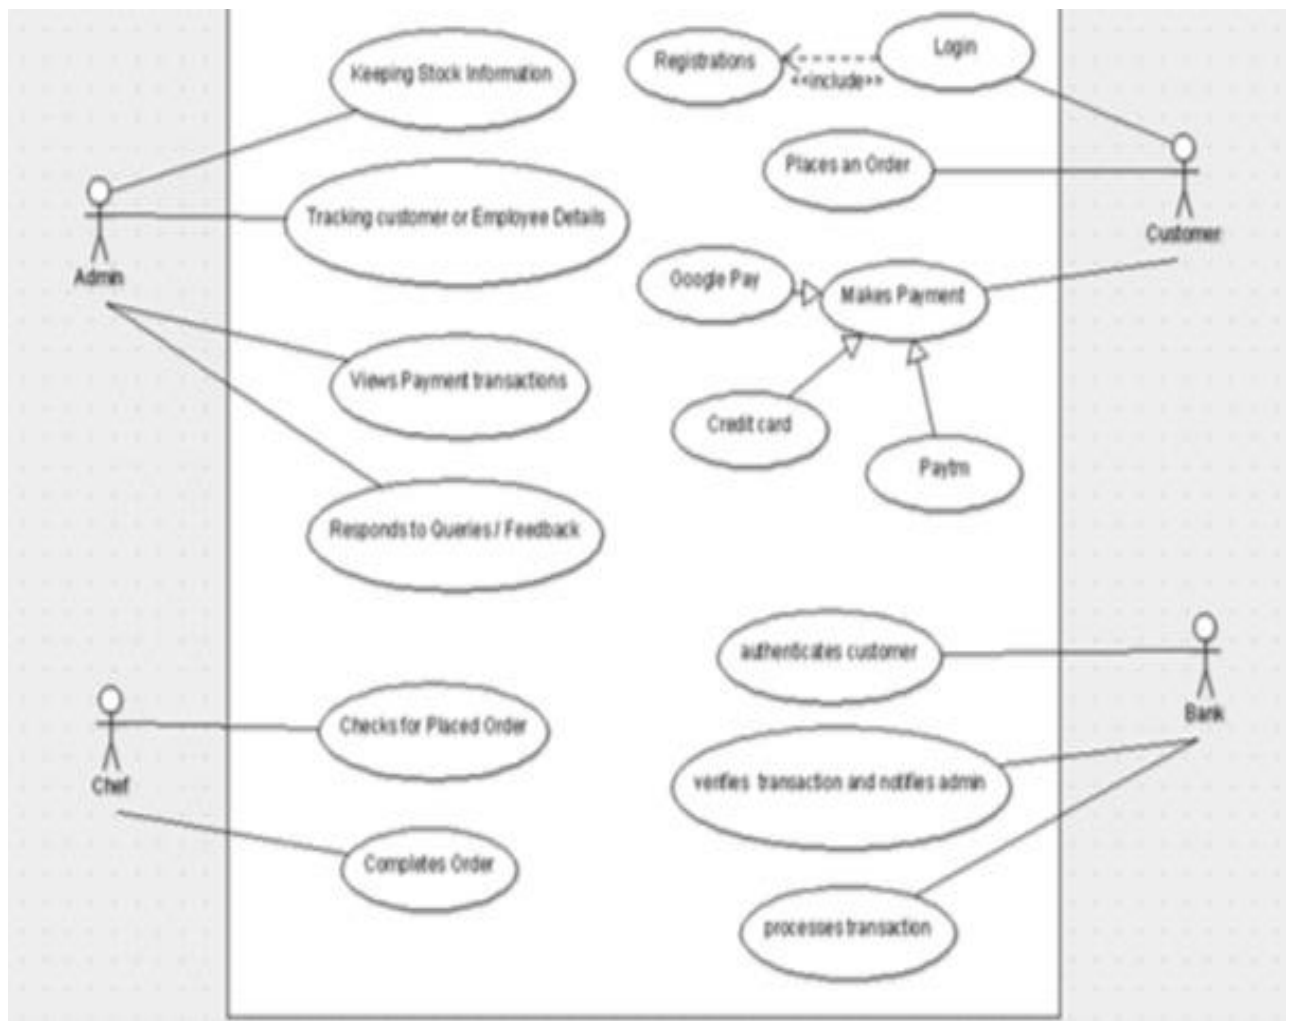 Keeping Stock Information
Registrations
Login
<<include>>
Places an Order
Tracking customer or Employee Details
Customer
Admin
Google Pay
Makes Payment
Views Payment transactions
Credit card
Paytm
Responds to Queries / Feedback
authenticates customer
Bank
Checks for Placed Order
Chef
verifies transaction and notifies admin
Completes Order
processes transaction